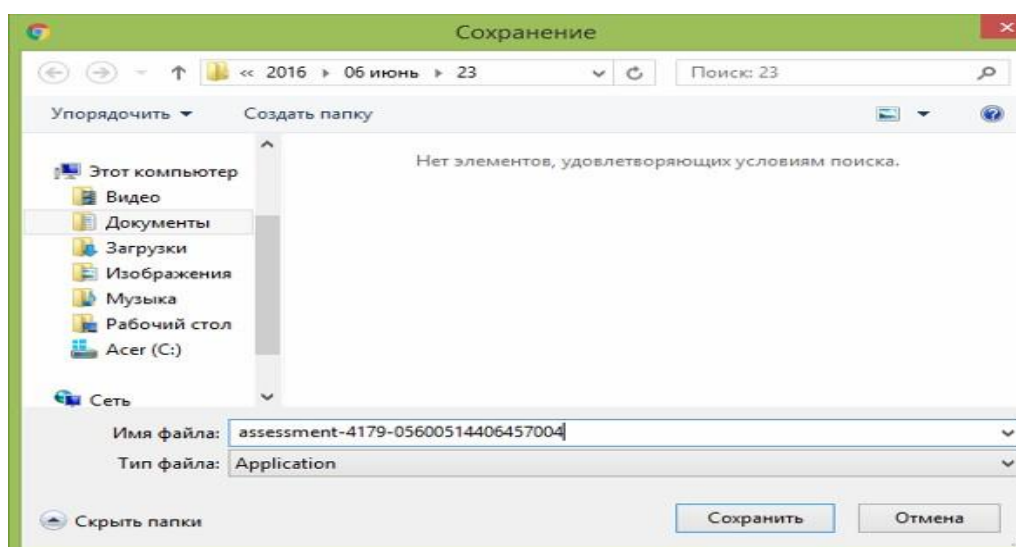 Сохранение
« 2016 ▸ 06 июнь ▸ 23 Поиск: 23
Упорядочить Создать папку
Нет элементов, удовлетворяющих условиям поиска.
Этот компьютер
Видео
Документы
Загрузки
Изображения
Музыка
Рабочий стол
Acer (C:)
Сеть
Имя файла: assessment-4179-05600514406457004
Тип файла: Application
Скрыть папки Сохранить Отмена